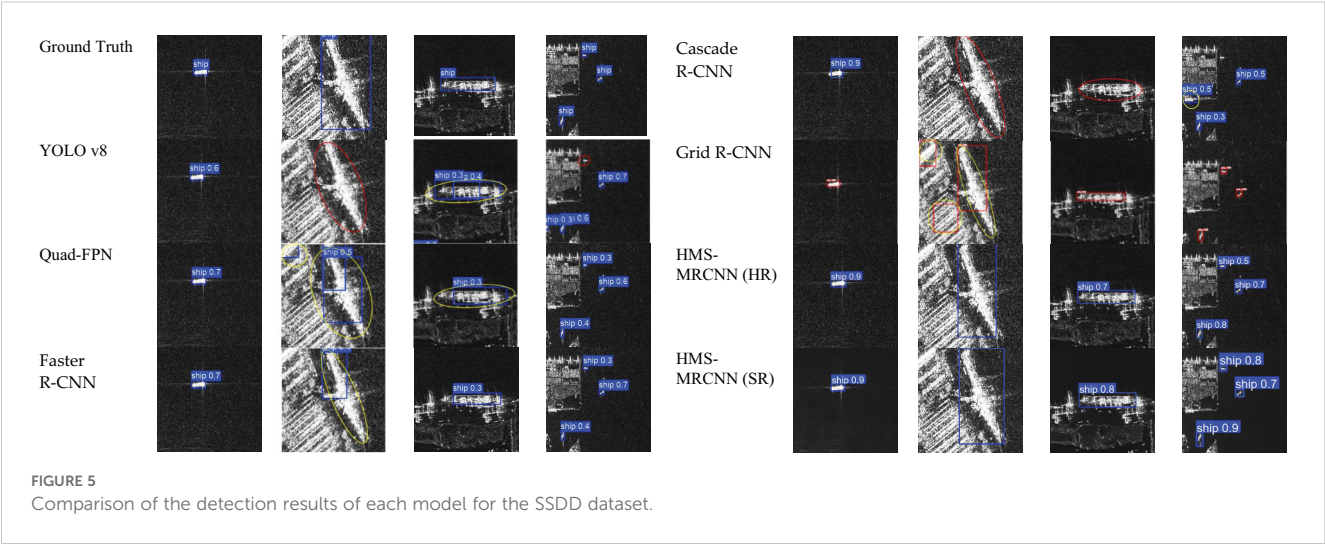 Ground Truth
ship
ship
ship
ship
ship
YOLO v8
ship 0.6
ship 0.3
0.4
ship 0.7
ship 0.3
0.6
Quad-FPN
ship 0.7
ship 0.5
ship 0.3
ship 0.3
ship 0.6
ship 0.4
Faster
R-CNN
ship 0.7
ship 0.3
ship 0.3
ship 0.7
ship 0.4
Cascade
R-CNN
ship 0.9
ship 0.5
ship 0.5
ship 0.3
Grid R-CNN
HMS-
MRCNN (HR)
ship 0.9
ship 0.7
ship 0.5
ship 0.7
ship 0.8
HMS-
MRCNN (SR)
ship 0.9
ship 0.8
ship 0.8
ship 0.7
ship 0.9
FIGURE 5
Comparison of the detection results of each model for the SSDD dataset.